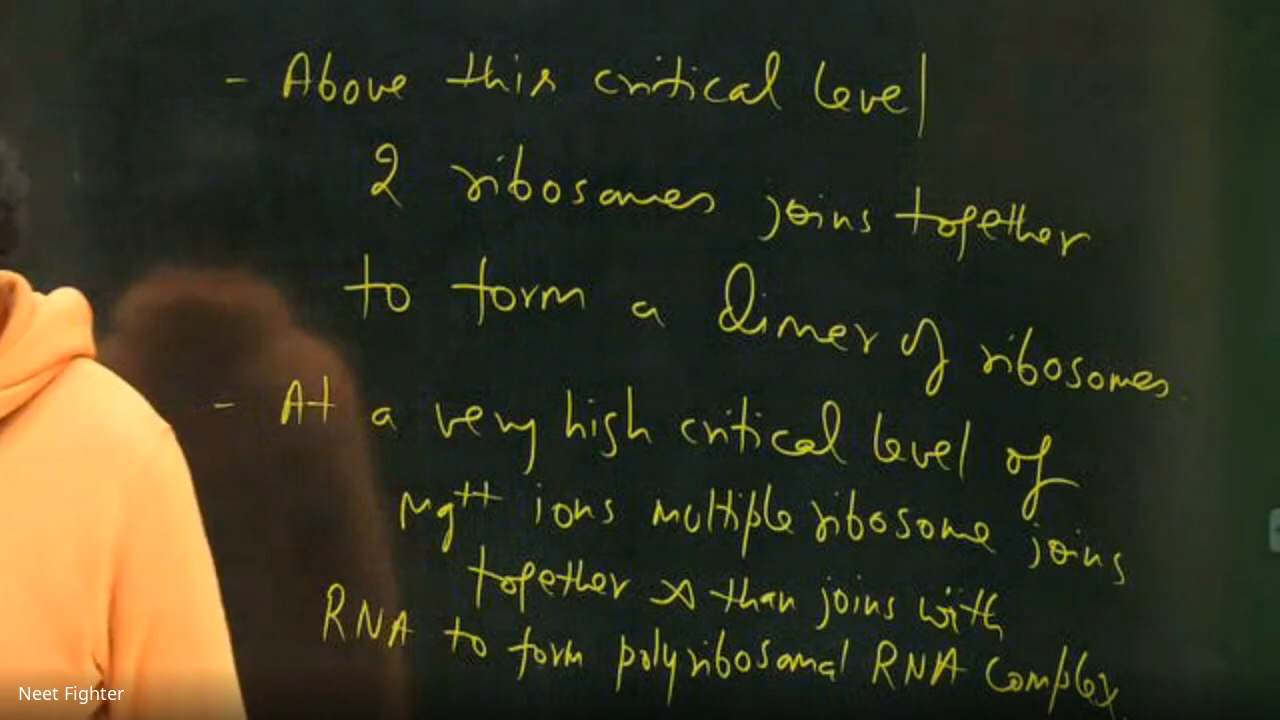 - Above this critical level
2 ribosomes joins together
to form a Dimer of ribosomes.
- At a very high critical level of
Mg++ ions multiple ribosome joins
together & than joins with
RNA to form polyribosomal RNA Complex
Neet Fighter